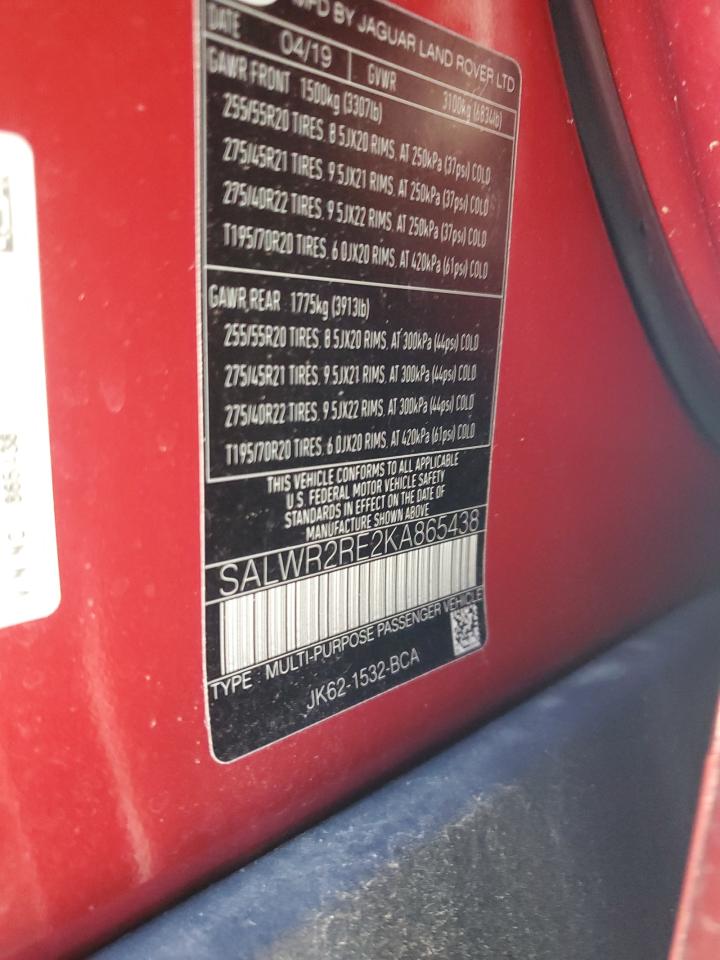 MFD BY JAGUAR LAND ROVER LTD
DATE
04/19
GVWR
3100kg (6834lb)
GAWR FRONT 1500kg (3307lb)
255/55R20 TIRES. 8 5JX20 RIMS. AT 250kPa (37psi) COLD
275/45R21 TIRES. 9 5JX21 RIMS. AT 250kPa (37psi) COLD
275/40R22 TIRES. 9 5JX22 RIMS. AT 250kPa (37psi) COLD
T195/70R20 TIRES. 6 0JX20 RIMS. AT 420kPa (61psi) COLD
GAWR REAR 1775kg (3913lb)
255/55R20 TIRES. 8 5JX20 RIMS. AT 300kPa (44psi) COLD
275/45R21 TIRES. 9.5JX21 RIMS. AT 300kPa (44psi) COLD
275/40R22 TIRES. 9 5JX22 RIMS. AT 300kPa (44psi) COLD
T195/70R20 TIRES. 6 0JX20 RIMS. AT 420kPa (61psi) COLD
THIS VEHICLE CONFORMS TO ALL APPLICABLE
U.S. FEDERAL MOTOR VEHICLE SAFETY
STANDARDS IN EFFECT ON THE DATE OF
MANUFACTURE SHOWN ABOVE
SALWR2RE2KA865438
TYPE MULTI-PURPOSE PASSENGER VEHICLE
JK62-1532-BCA